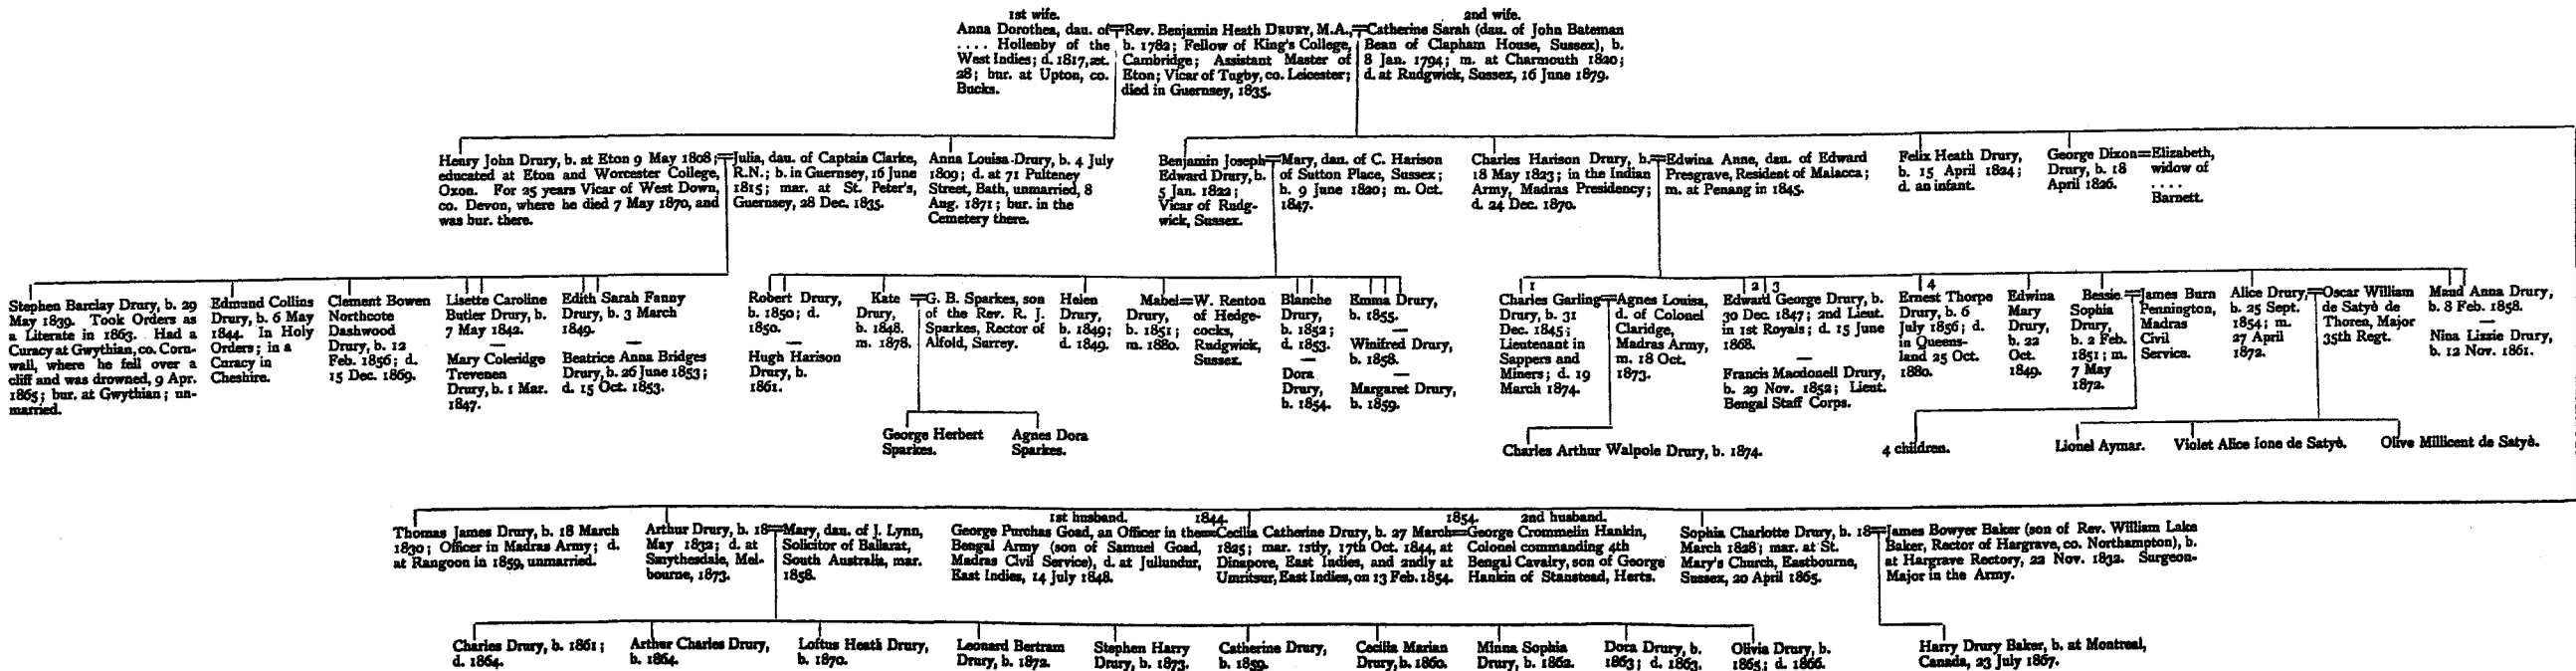 1st wife.
Anna Dorothea, dau. of
.... Hollenby of the
West Indies; d. 1817, æt.
28; bur. at Upton, co.
Bucks.
Rev. Benjamin Heath DRURY, M.A.,
b. 1782; Fellow of King's College,
Cambridge; Assistant Master of
Eton; Vicar of Tugby, co. Leicester;
died in Guernsey, 1835.
2nd wife.
Catherine Sarah (dau. of John Bateman
Bean of Clapham House, Sussex), b.
8 Jan. 1794; m. at Charmouth 1820;
d. at Rudgwick, Sussex, 16 June 1879.
Henry John Drury, b. at Eton 9 May 1808;
educated at Eton and Worcester College,
Oxon. For 25 years Vicar of West Down,
co. Devon, where he died 7 May 1870, and
was bur. there.
Julia, dau. of Captain Clarke,
R.N.; b. in Guernsey, 16 June
1815; mar. at St. Peter's,
Guernsey, 28 Dec. 1835.
Anna Louisa Drury, b. 4 July
1809; d. at 71 Pulteney
Street, Bath, unmarried, 8
Aug. 1871; bur. in the
Cemetery there.
Benjamin Joseph
Edward Drury, b.
5 Jan. 1822;
Vicar of Rudg-
wick, Sussex.
Mary, dan. of C. Harison
of Sutton Place, Sussex;
b. 9 June 1820; m. Oct.
1847.
Charles Harison Drury, b.
18 May 1823; in the Indian
Army, Madras Presidency;
d. 24 Dec. 1870.
Edwina Anne, dau. of Edward
Presgrave, Resident of Malacca;
m. at Penang in 1845.
Felix Heath Drury,
b. 15 April 1824;
d. an infant.
George Dixon
Drury, b. 18
April 1826.
Elizabeth,
widow of
....
Barnett.
Stephen Barclay Drury, b. 29
May 1839. Took Orders as
a Literate in 1863. Had a
Curacy at Gwythian, co. Corn-
wall, where he fell over a
cliff and was drowned, 9 Apr.
1865; bur. at Gwythian; un-
married.
Edmund Collins
Drury, b. 6 May
1844. In Holy
Orders; in a
Curacy in
Cheshire.
Clement Bowen
Northcote
Dashwood
Drury, b. 12
Feb. 1856; d.
15 Dec. 1869.
Lisette Caroline
Butler Drury, b.
7 May 1842.
—
Mary Coleridge
Trevenen
Drury, b. 1 Mar.
1847.
Edith Sarah Fanny
Drury, b. 3 March
1849.
—
Beatrice Anna Bridges
Drury, b. 26 June 1853;
d. 15 Oct. 1853.
Robert Drury,
b. 1850; d.
1850.
—
Hugh Harison
Drury, b.
1861.
Kate
Drury,
b. 1848.
m. 1878.
G. B. Sparkes, son
of the Rev. R. J.
Sparkes, Rector of
Alfold, Surrey.
Helen
Drury,
b. 1849;
d. 1849.
Mabel
Drury,
b. 1851;
m. 1880.
W. Renton
of Hedge-
cocks,
Rudgwick,
Sussex.
Blanche
Drury,
b. 1852;
d. 1853.
—
Dora
Drury,
b. 1854.
Emma Drury,
b. 1855.
—
Winifred Drury,
b. 1858.
—
Margaret Drury,
b. 1859.
1
Charles Garling
Drury, b. 31
Dec. 1845;
Lieutenant in
Sappers and
Miners; d. 19
March 1874.
Agnes Louisa,
d. of Colonel
Claridge,
Madras Army,
m. 18 Oct.
1873.
2 3
Edward George Drury, b.
30 Dec. 1847; 2nd Lieut.
in 1st Royals; d. 15 June
1868.
—
Francis Macdonell Drury,
b. 29 Nov. 1852; Lieut.
Bengal Staff Corps.
4
Ernest Thorpe
Drury, b. 6
July 1856; d.
in Queens-
land 25 Oct.
1880.
Edwina
Mary
Drury,
b. 22
Oct.
1849.
Bessie
Sophia
Drury,
b. 2 Feb.
1851; m.
7 May
1872.
James Burn
Pennington,
Madras
Civil
Service.
Alice Drury,
b. 25 Sept.
1854; m.
27 April
1872.
Oscar William
de Satyè de
Thoren, Major
35th Regt.
Maud Anna Drury,
b. 8 Feb. 1858.
—
Nina Lizzie Drury,
b. 12 Nov. 1861.
George Herbert
Sparkes.
Agnes Dora
Sparkes.
Charles Arthur Walpole Drury, b. 1874.
4 children.
Lionel Aymar.
Violet Alice Ione de Satyè.
Olive Millicent de Satyè.
Thomas James Drury, b. 18 March
1830; Officer in Madras Army; d.
at Rangoon in 1859, unmarried.
Arthur Drury, b. 18
May 1832; d. at
Smythesdale, Mel-
bourne, 1873.
Mary, dau. of J. Lynn,
Solicitor of Ballarat,
South Australia, mar.
1858.
1st husband.
George Purchas Goad, an Officer in the
Bengal Army (son of Samuel Goad,
Madras Civil Service), d. at Jullundur,
East Indies, 14 July 1848.
1844.
Cecilia Catherine Drury, b. 27 March
1825; mar. 1stly, 17th Oct. 1844, at
Dinapore, East Indies, and 2ndly at
Umritsur, East Indies, on 13 Feb. 1854.
1854.
2nd husband.
George Crommelin Hankin,
Colonel commanding 4th
Bengal Cavalry, son of George
Hankin of Stanstead, Herts.
Sophia Charlotte Drury, b. 18
March 1828; mar. at St.
Mary's Church, Eastbourne,
Sussex, 20 April 1865.
James Bowyer Baker (son of Rev. William Lake
Baker, Rector of Hargrave, co. Northampton), b.
at Hargrave Rectory, 22 Nov. 1832. Surgeon-
Major in the Army.
Charles Drury, b. 1861;
d. 1864.
Arthur Charles Drury,
b. 1864.
Loftus Heath Drury,
b. 1870.
Leonard Bertram
Drury, b. 1872.
Stephen Harry
Drury, b. 1873.
Catherine Drury,
b. 1859.
Cecilia Marian
Drury, b. 1860.
Minna Sophia
Drury, b. 1862.
Dora Drury, b.
1863; d. 1863.
Olivia Drury, b.
1865; d. 1866.
Harry Drury Baker, b. at Montreal,
Canada, 23 July 1867.